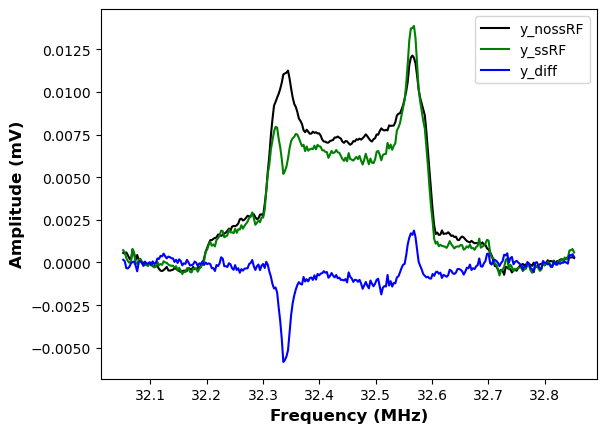 y_nossRF
y_ssRF
y_diff
Amplitude (mV)
0.0125
0.0100
0.0075
0.0050
0.0025
0.0000
−0.0025
−0.0050
32.1 32.2 32.3 32.4 32.5 32.6 32.7 32.8
Frequency (MHz)